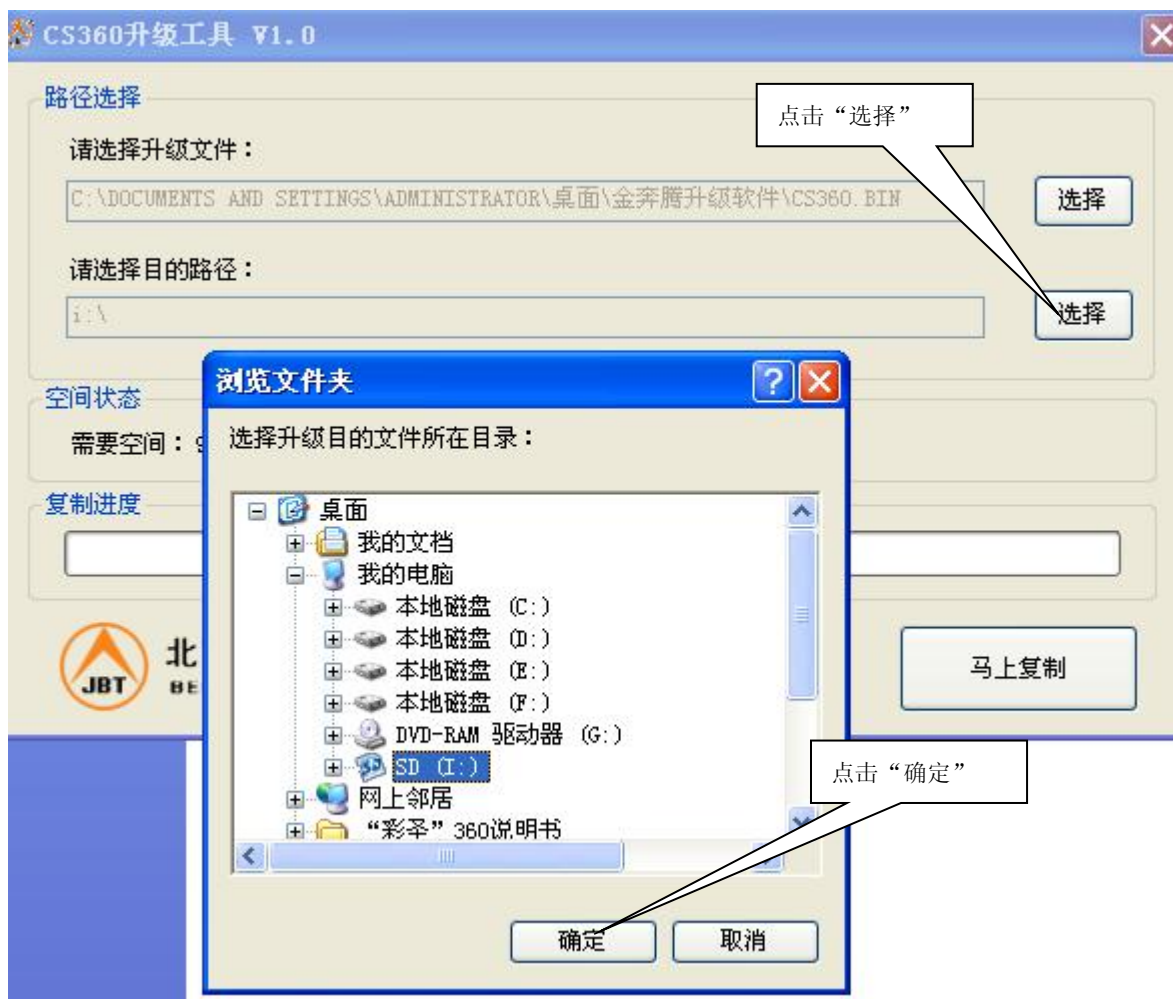 CS360升级工具 V1.0
路径选择
点击“选择”
请选择升级文件：
C:\DOCUMENTS AND SETTINGS\ADMINISTRATOR\桌面\金奔腾升级软件\CS360.BIN
选择
请选择目的路径：
i:\
选择
浏览文件夹
空间状态
需要空间：
选择升级目的文件所在目录：
复制进度
桌面
我的文档
我的电脑
本地磁盘 (C:)
本地磁盘 (D:)
本地磁盘 (E:)
本地磁盘 (F:)
DVD-RAM 驱动器 (G:)
SD (I:)
网上邻居
“彩圣”360说明书
JBT
北
BE
马上复制
点击“确定”
确定
取消